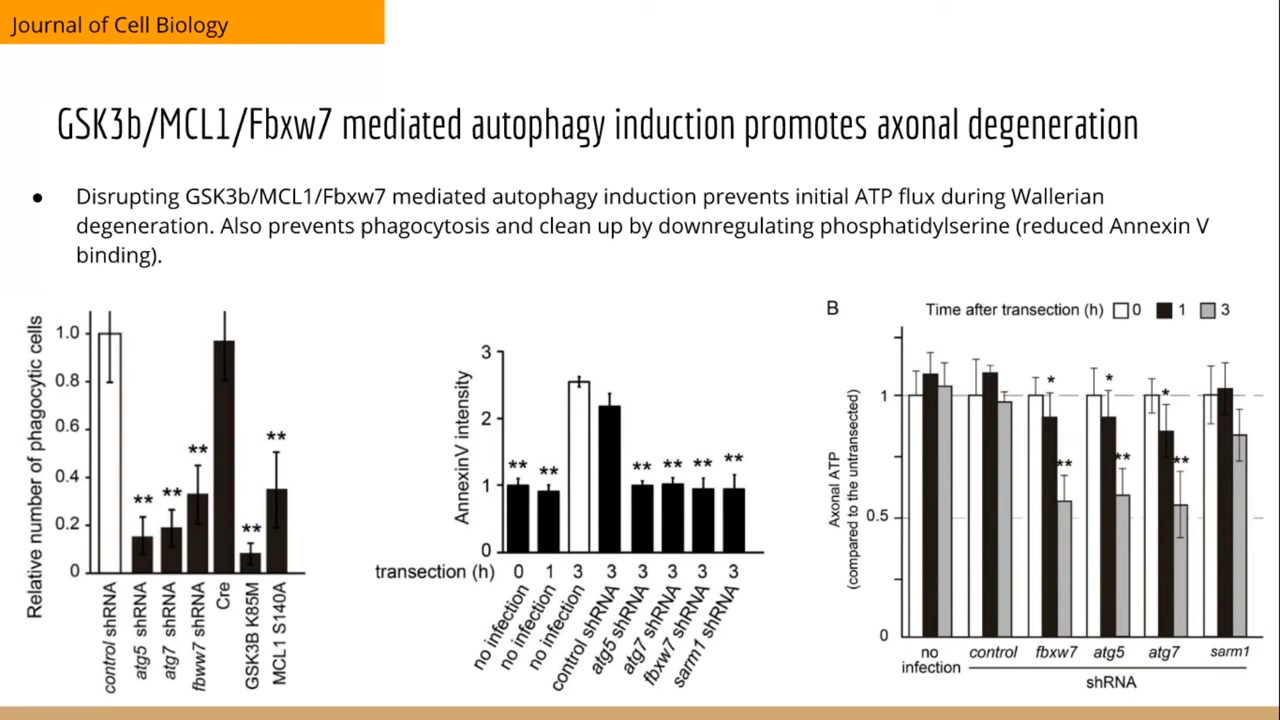 Journal of Cell Biology
GSK3b/MCL1/Fbxw7 mediated autophagy induction promotes axonal degeneration
● Disrupting GSK3b/MCL1/Fbxw7 mediated autophagy induction prevents initial ATP flux during Wallerian
degeneration. Also prevents phagocytosis and clean up by downregulating phosphatidylserine (reduced Annexin V
binding).
Relative number of phagocytic cells
1.0
0.8
0.6
0.4
0.2
0
** ** ** ** **
control shRNA
atg5 shRNA
atg7 shRNA
fbww7 shRNA
Cre
GSK3B K85M
MCL1 S140A
AnnexinV intensity
3
2
1
0
** ** ** ** ** **
transection (h) 0 1 3 3 3 3 3 3
no infection
no infection
no infection
control shRNA
atg5 shRNA
atg7 shRNA
fbxw7 shRNA
sarm1 shRNA
B
Time after transection (h) 0 1 3
Axonal ATP
(compared to the untransected)
1
0.5
0
* ** * ** * **
no
infection
control fbxw7 atg5 atg7 sarm1
shRNA